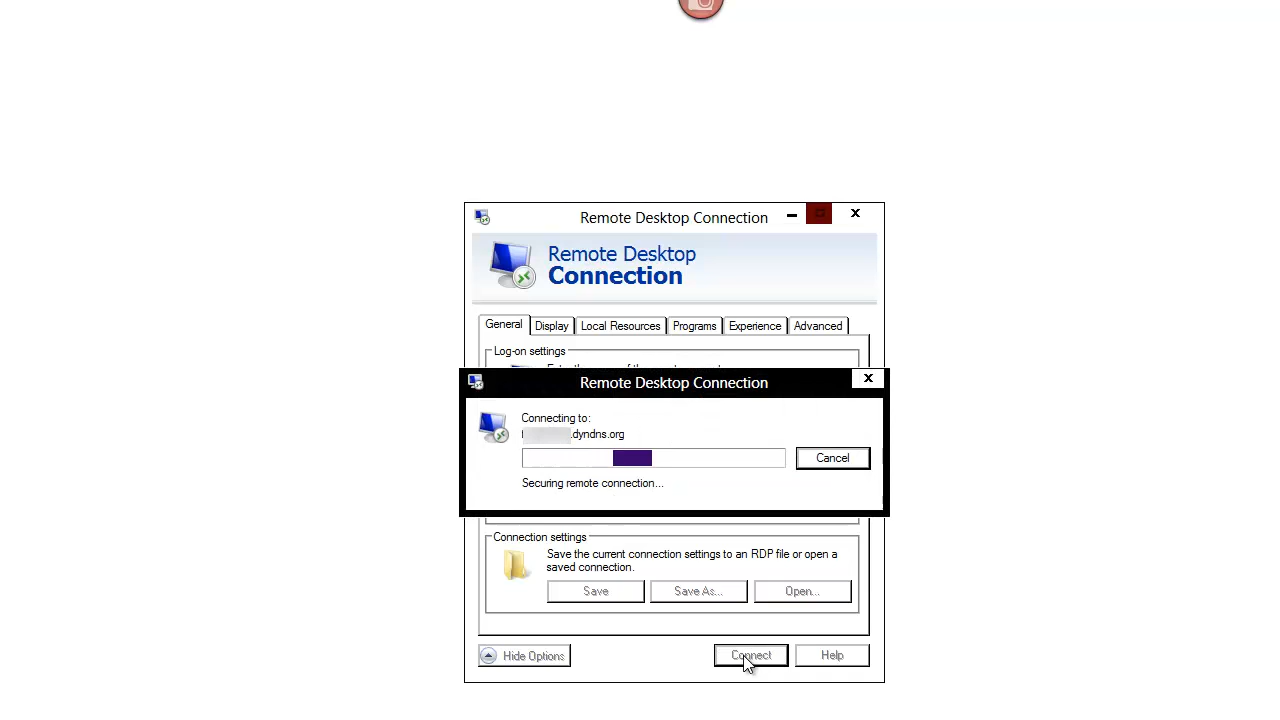 Remote Desktop Connection
Remote Desktop
Connection
General Display Local Resources Programs Experience Advanced
Log-on settings
Remote Desktop Connection
Connecting to:
.dyndns.org
Cancel
Securing remote connection...
Connection settings
Save the current connection settings to an RDP file or open a
saved connection.
Save Save As... Open...
Hide Options Connect Help